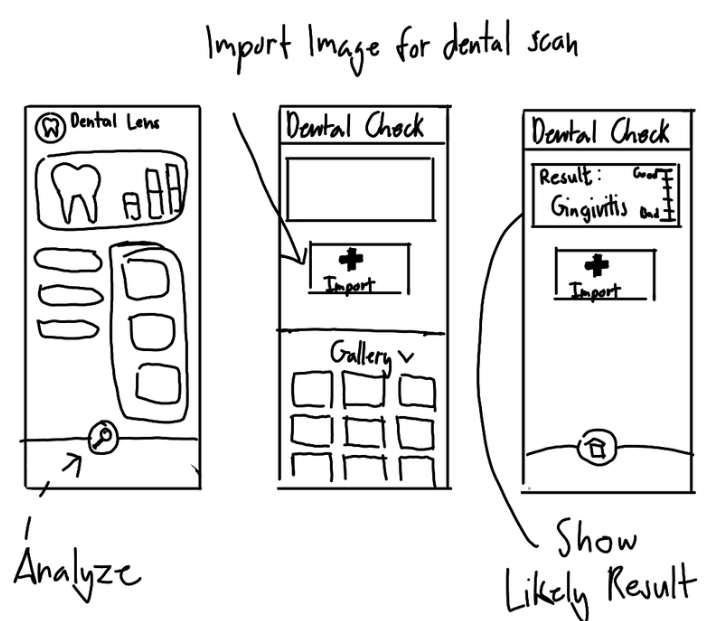 Import Image for dental scan
Dental Lens
Analyze
Dental Check
Import
Gallery
Dental Check
Result:
Good
Gingivitis
Bad
Import
Show
Likely Result